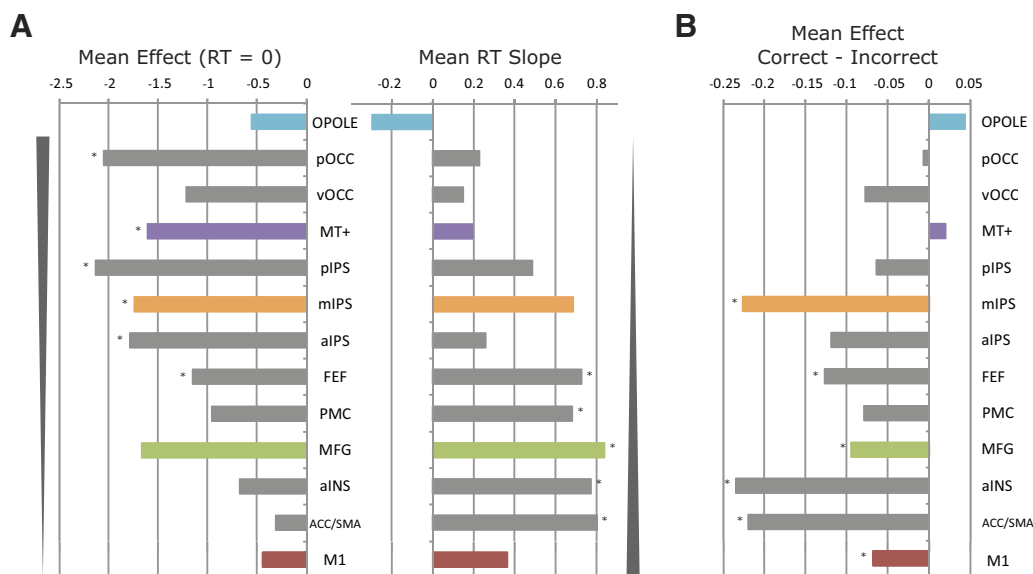 A
B
Mean Effect (RT = 0)
Mean RT Slope
Mean Effect
Correct - Incorrect
-2.5 -2 -1.5 -1 -0.5 0
-0.2 0 0.2 0.4 0.6 0.8
-0.25 -0.2 -0.15 -0.1 -0.05 0 0.05
OPOLE OPOLE
* pOCC pOCC
vOCC vOCC
* MT+ MT+
* pIPS pIPS
* mIPS * mIPS
* aIPS aIPS
* FEF * * FEF
PMC * PMC
MFG * * MFG
aINS * * aINS
ACC/SMA * * ACC/SMA
M1 * M1